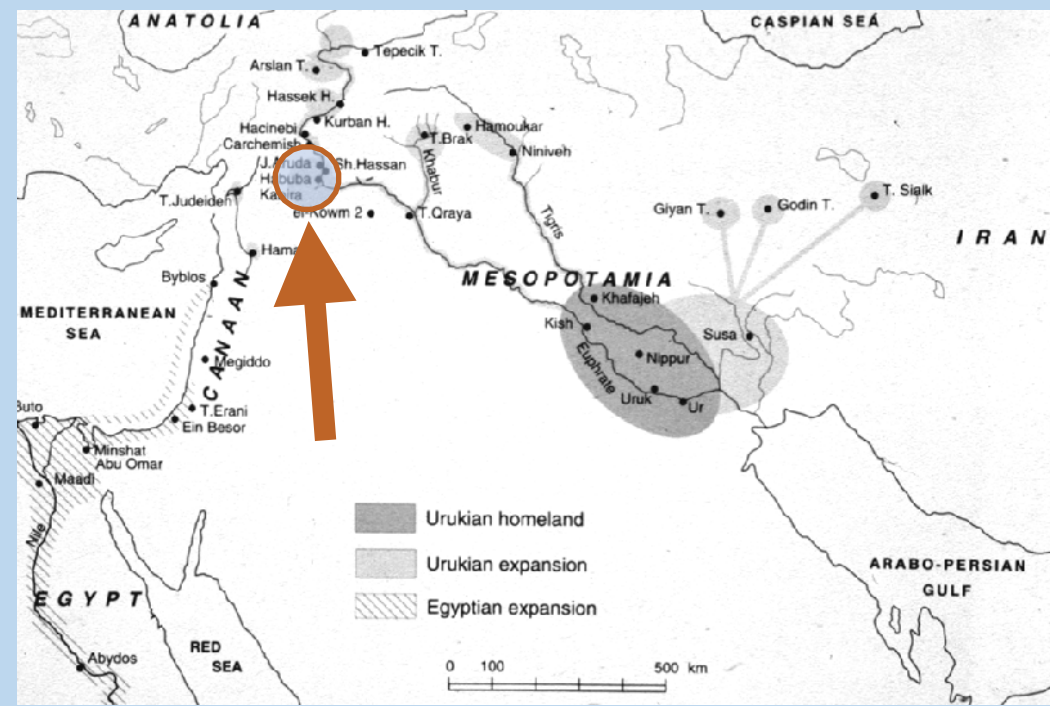 ANATOLIA
CASPIAN SEA
Tepecik T.
Arslan T.
Hassek H.
Kurban H.
Hacinebi
Carchemish
T.Brak
Hamoukar
Niniveh
J.Aruda
Sh.Hassan
Habuba
Kabira
Khabur
T.Judeideh
el-Kowm 2
T.Qraya
Tigris
Giyan T.
Godin T.
T. Sialk
IRAN
Hama
Byblos
MESOPOTAMIA
Khafajeh
MEDITERRANEAN
SEA
CANAAN
Kish
Susa
Euphrate
Nippur
Megiddo
Uruk
Ur
T.Erani
Buto
Ein Besor
Minshat
Abu Omar
Maadi
Nile
Urukian homeland
Urukian expansion
Egyptian expansion
ARABO-PERSIAN
GULF
EGYPT
RED
SEA
Abydos
0 100 500 km